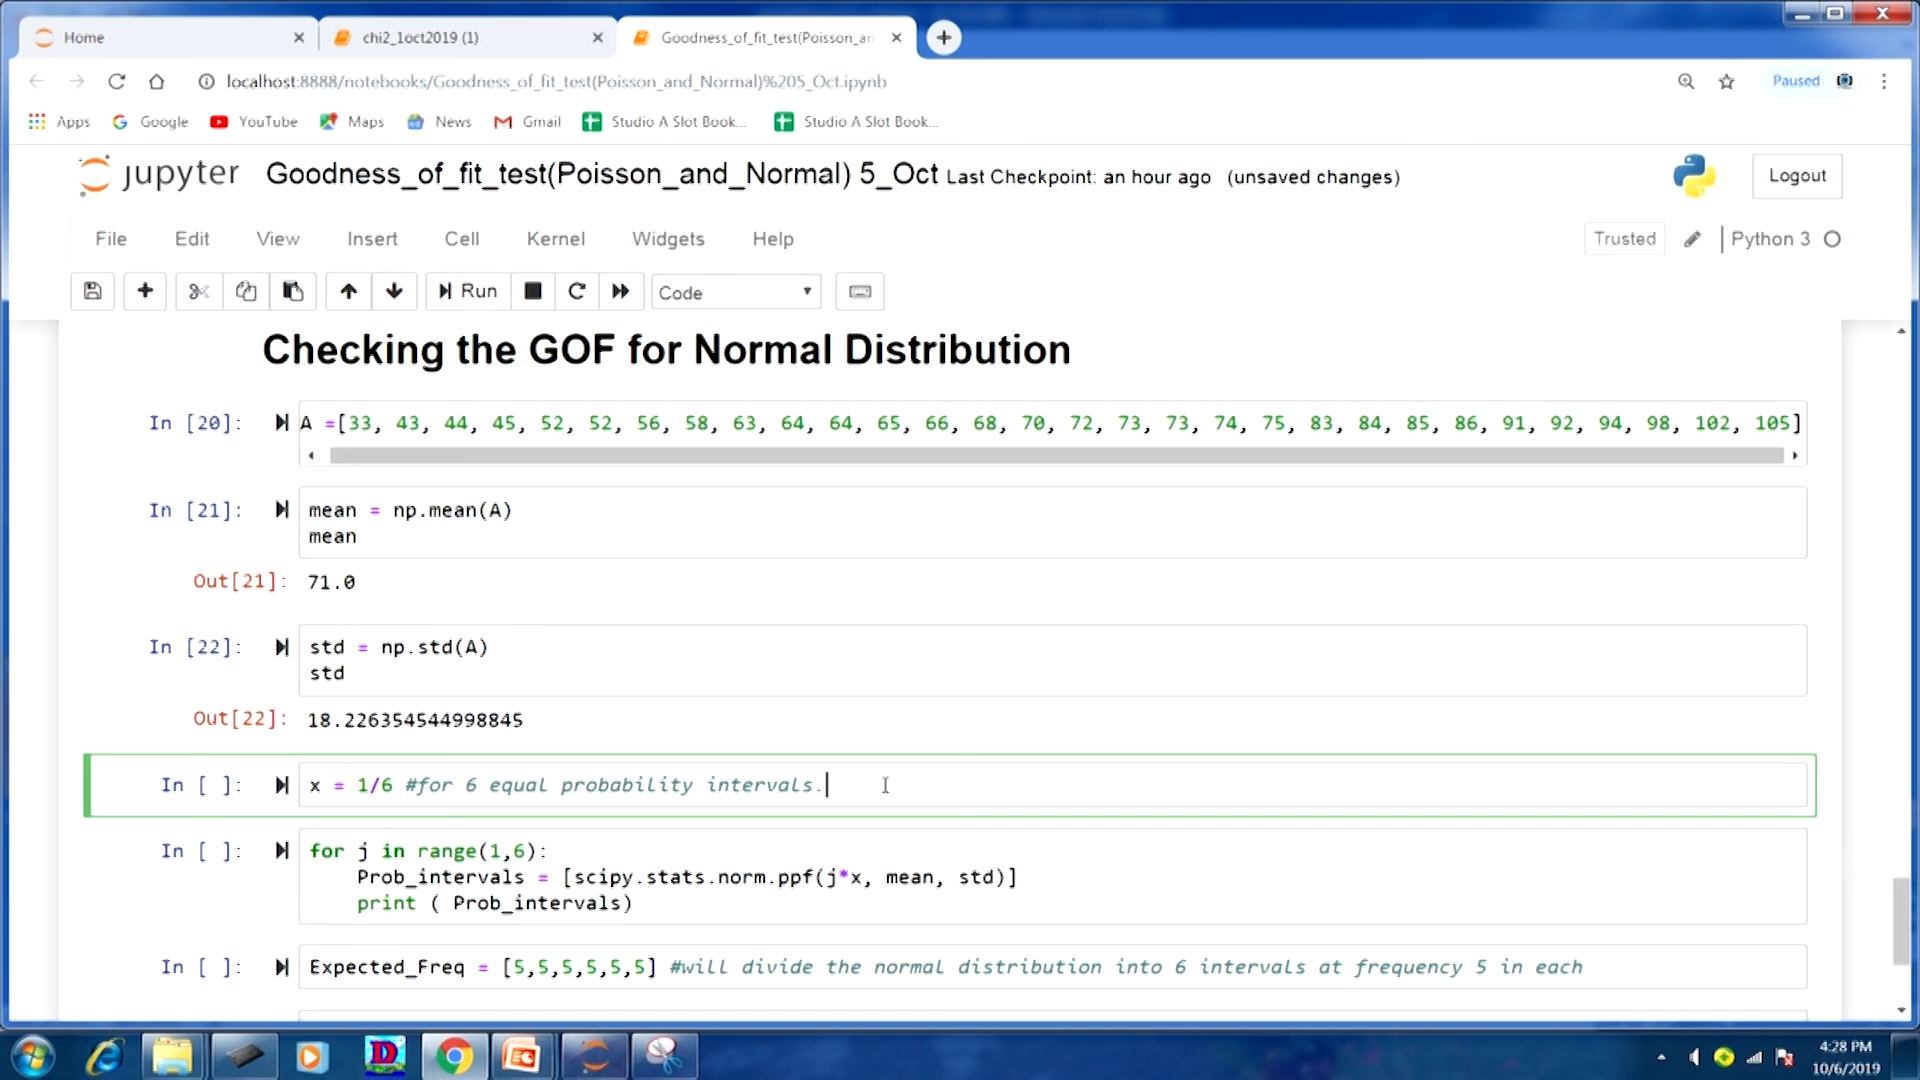 Home
chi2_1oct2019 (1)
Goodness_of_fit_test(Poisson_an
localhost:8888/notebooks/Goodness_of_fit_test(Poisson_and_Normal)%205_Oct.ipynb
Paused
Apps
Google
YouTube
Maps
News
Gmail
Studio A Slot Book...
Studio A Slot Book...
jupyter
Goodness_of_fit_test(Poisson_and_Normal) 5_Oct Last Checkpoint: an hour ago (unsaved changes)
Logout
File Edit View Insert Cell Kernel Widgets Help
Trusted
Python 3
Run
Code
Checking the GOF for Normal Distribution
In [20]: A =[33, 43, 44, 45, 52, 52, 56, 58, 63, 64, 64, 65, 66, 68, 70, 72, 73, 73, 74, 75, 83, 84, 85, 86, 91, 92, 94, 98, 102, 105]
In [21]: mean = np.mean(A)
mean
Out[21]: 71.0
In [22]: std = np.std(A)
std
Out[22]: 18.226354544998845
In [ ]: x = 1/6 #for 6 equal probability intervals.
In [ ]: for j in range(1,6):
Prob_intervals = [scipy.stats.norm.ppf(j*x, mean, std)]
print ( Prob_intervals)
In [ ]: Expected_Freq = [5,5,5,5,5,5] #will divide the normal distribution into 6 intervals at frequency 5 in each
4:28 PM
10/6/2019